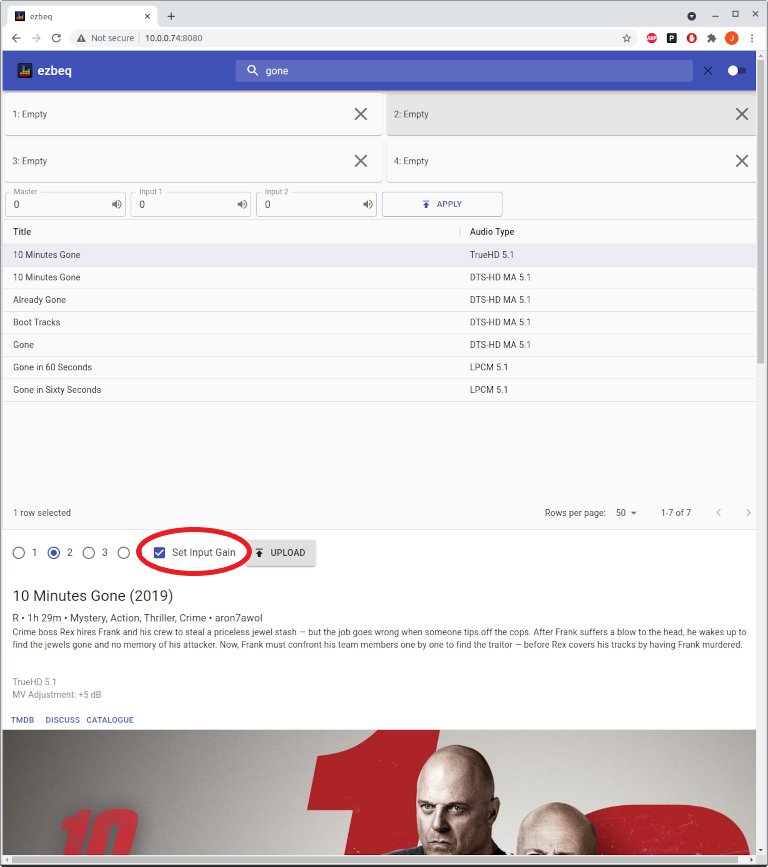 ezbeq
Not secure 10.0.0.74:8080
ABP P J
ezbeq gone
1: Empty 2: Empty
3: Empty 4: Empty
Master Input 1 Input 2
0 0 0 APPLY
Title Audio Type
10 Minutes Gone TrueHD 5.1
10 Minutes Gone DTS-HD MA 5.1
Already Gone DTS-HD MA 5.1
Boot Tracks DTS-HD MA 5.1
Gone DTS-HD MA 5.1
Gone in 60 Seconds LPCM 5.1
Gone in Sixty Seconds LPCM 5.1
1 row selected Rows per page: 50 1-7 of 7
1 2 3 Set Input Gain UPLOAD
10 Minutes Gone (2019)
R • 1h 29m • Mystery, Action, Thriller, Crime • aron7awol
Crime boss Rex hires Frank and his crew to steal a priceless jewel stash — but the job goes wrong when someone tips off the cops. After Frank suffers a blow to the head, he wakes up to
find the jewels gone and no memory of his attacker. Now, Frank must confront his team members one by one to find the traitor — before Rex covers his tracks by having Frank murdered.
TrueHD 5.1
MV Adjustment: +5 dB
TMDB DISCUSS CATALOGUE
10